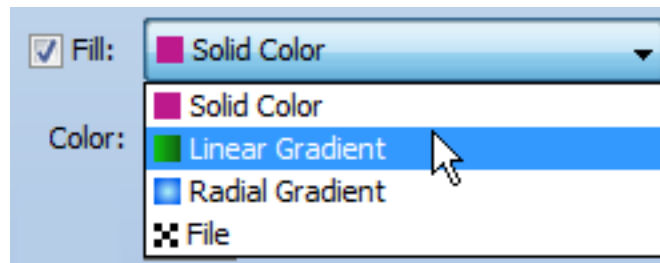 Fill: Solid Color
Solid Color
Color: Linear Gradient
Radial Gradient
File